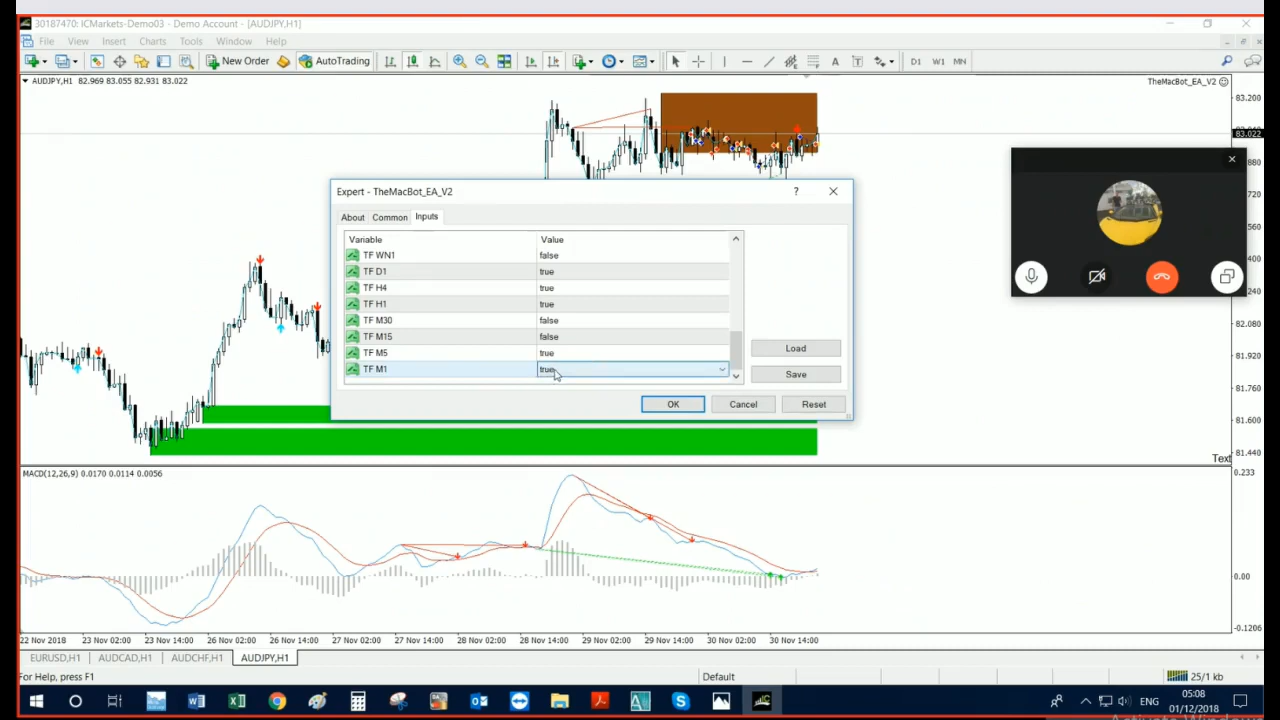 30187470: ICMarkets-Demo03 - Demo Account - [AUDJPY,H1]
File View Insert Charts Tools Window Help
New Order AutoTrading A T D1 W1 MN
AUDJPY,H1 82.969 83.055 82.931 83.022
TheMacBot_EA_V2
83.200
83.022
Expert - TheMacBot_EA_V2
? 
About Common Inputs
Variable Value
TF WN1 false
TF D1 true
TF H4 true
TF H1 true
TF M30 false
TF M15 false
TF M5 true
TF M1 true
Load
Save
OK Cancel Reset
880
720
560
400
240
82.080
81.920
81.760
81.600
81.440
Text
MACD(12,26,9) 0.0170 0.0114 0.0056
0.233
0.00
-0.1206
22 Nov 2018 23 Nov 02:00 23 Nov 14:00 26 Nov 02:00 26 Nov 14:00 27 Nov 02:00 27 Nov 14:00 28 Nov 02:00 28 Nov 14:00 29 Nov 02:00 29 Nov 14:00 30 Nov 02:00 30 Nov 14:00
EURUSD,H1 AUDCAD,H1 AUDCHF,H1 AUDJPY,H1
For Help, press F1 Default 25/1 kb
ENG
05:08
01/12/2018